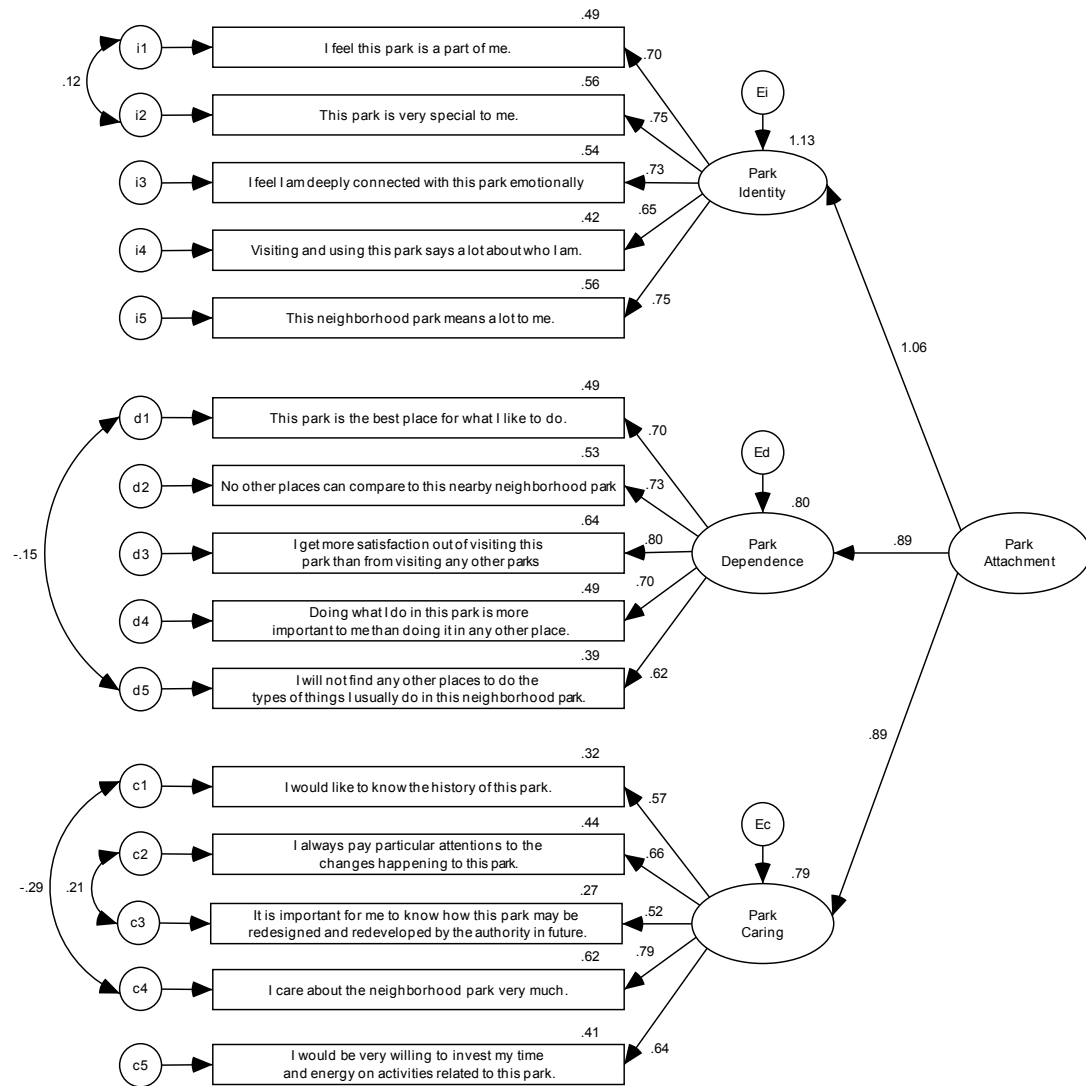 .49
i1
I feel this park is a part of me.
.70
.12
.56
Ei
i2
This park is very special to me.
.75
1.13
.54
i3
I feel I am deeply connected with this park emotionally
.73
Park
Identity
.42
.65
i4
Visiting and using this park says a lot about who I am.
.56
.75
i5
This neighborhood park means a lot to me.
1.06
.49
d1
This park is the best place for what I like to do.
.70
.53
Ed
d2
No other places can compare to this nearby neighborhood park
.73
.80
.64
-.15
d3
I get more satisfaction out of visiting this
park than from visiting any other parks
.80
Park
Dependence
.89
Park
Attachment
.49
.70
d4
Doing what I do in this park is more
important to me than doing it in any other place.
.39
.62
d5
I will not find any other places to do the
types of things I usually do in this neighborhood park.
.89
.32
c1
I would like to know the history of this park.
.57
.44
Ec
c2
I always pay particular attentions to the
changes happening to this park.
.66
.79
-.29
.21
.27
c3
It is important for me to know how this park may be
redesigned and redeveloped by the authority in future.
.52
Park
Caring
.62
.79
c4
I care about the neighborhood park very much.
.41
.64
c5
I would be very willing to invest my time
and energy on activities related to this park.